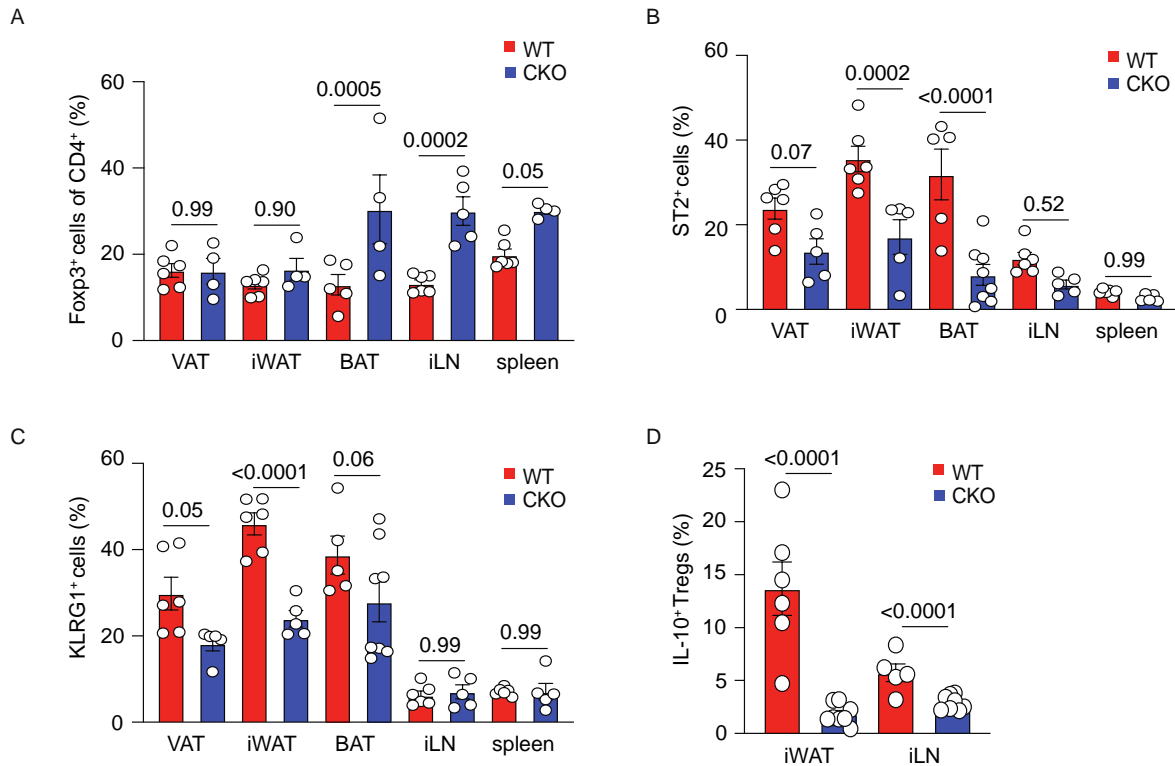 A
WT
CKO
Foxp3⁺ cells of CD4⁺ (%)
60
40
20
0
0.99
0.90
0.0005
0.0002
0.05
VAT
iWAT
BAT
iLN
spleen
B
WT
CKO
ST2⁺ cells (%)
60
40
20
0
0.07
0.0002
<0.0001
0.52
0.99
VAT
iWAT
BAT
iLN
spleen
C
WT
CKO
KLRG1⁺ cells (%)
60
40
20
0
0.05
<0.0001
0.06
0.99
0.99
VAT
iWAT
BAT
iLN
spleen
D
WT
CKO
IL-10⁺ Tregs (%)
25
20
15
10
5
0
<0.0001
<0.0001
iWAT
iLN